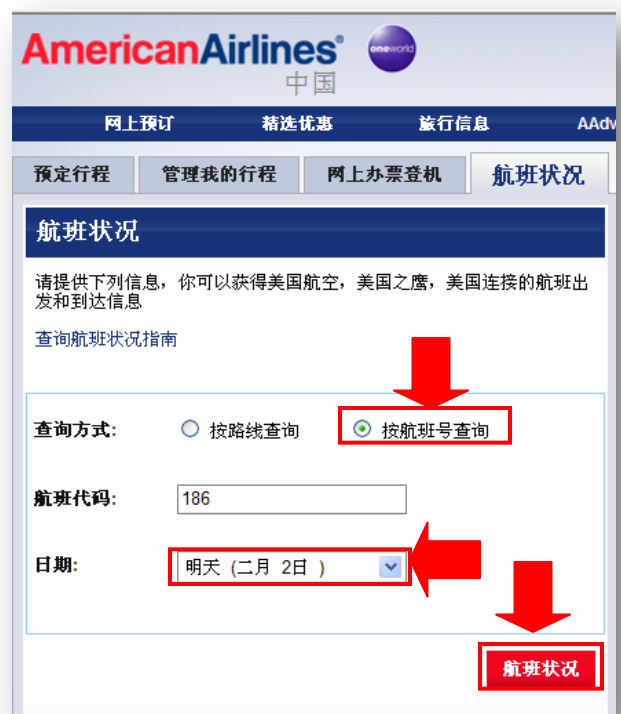 AmericanAirlines®
oneworld
中国
网上预订 精选优惠 旅行信息 AAdv
预定行程 管理我的行程 网上办票登机 航班状况
航班状况
请提供下列信息，你可以获得美国航空，美国之鹰，美国连接的航班出
发和到达信息
查询航班状况指南
查询方式: 按路线查询 按航班号查询
航班代码: 186
日期: 明天 (二月 2日 )
航班状况